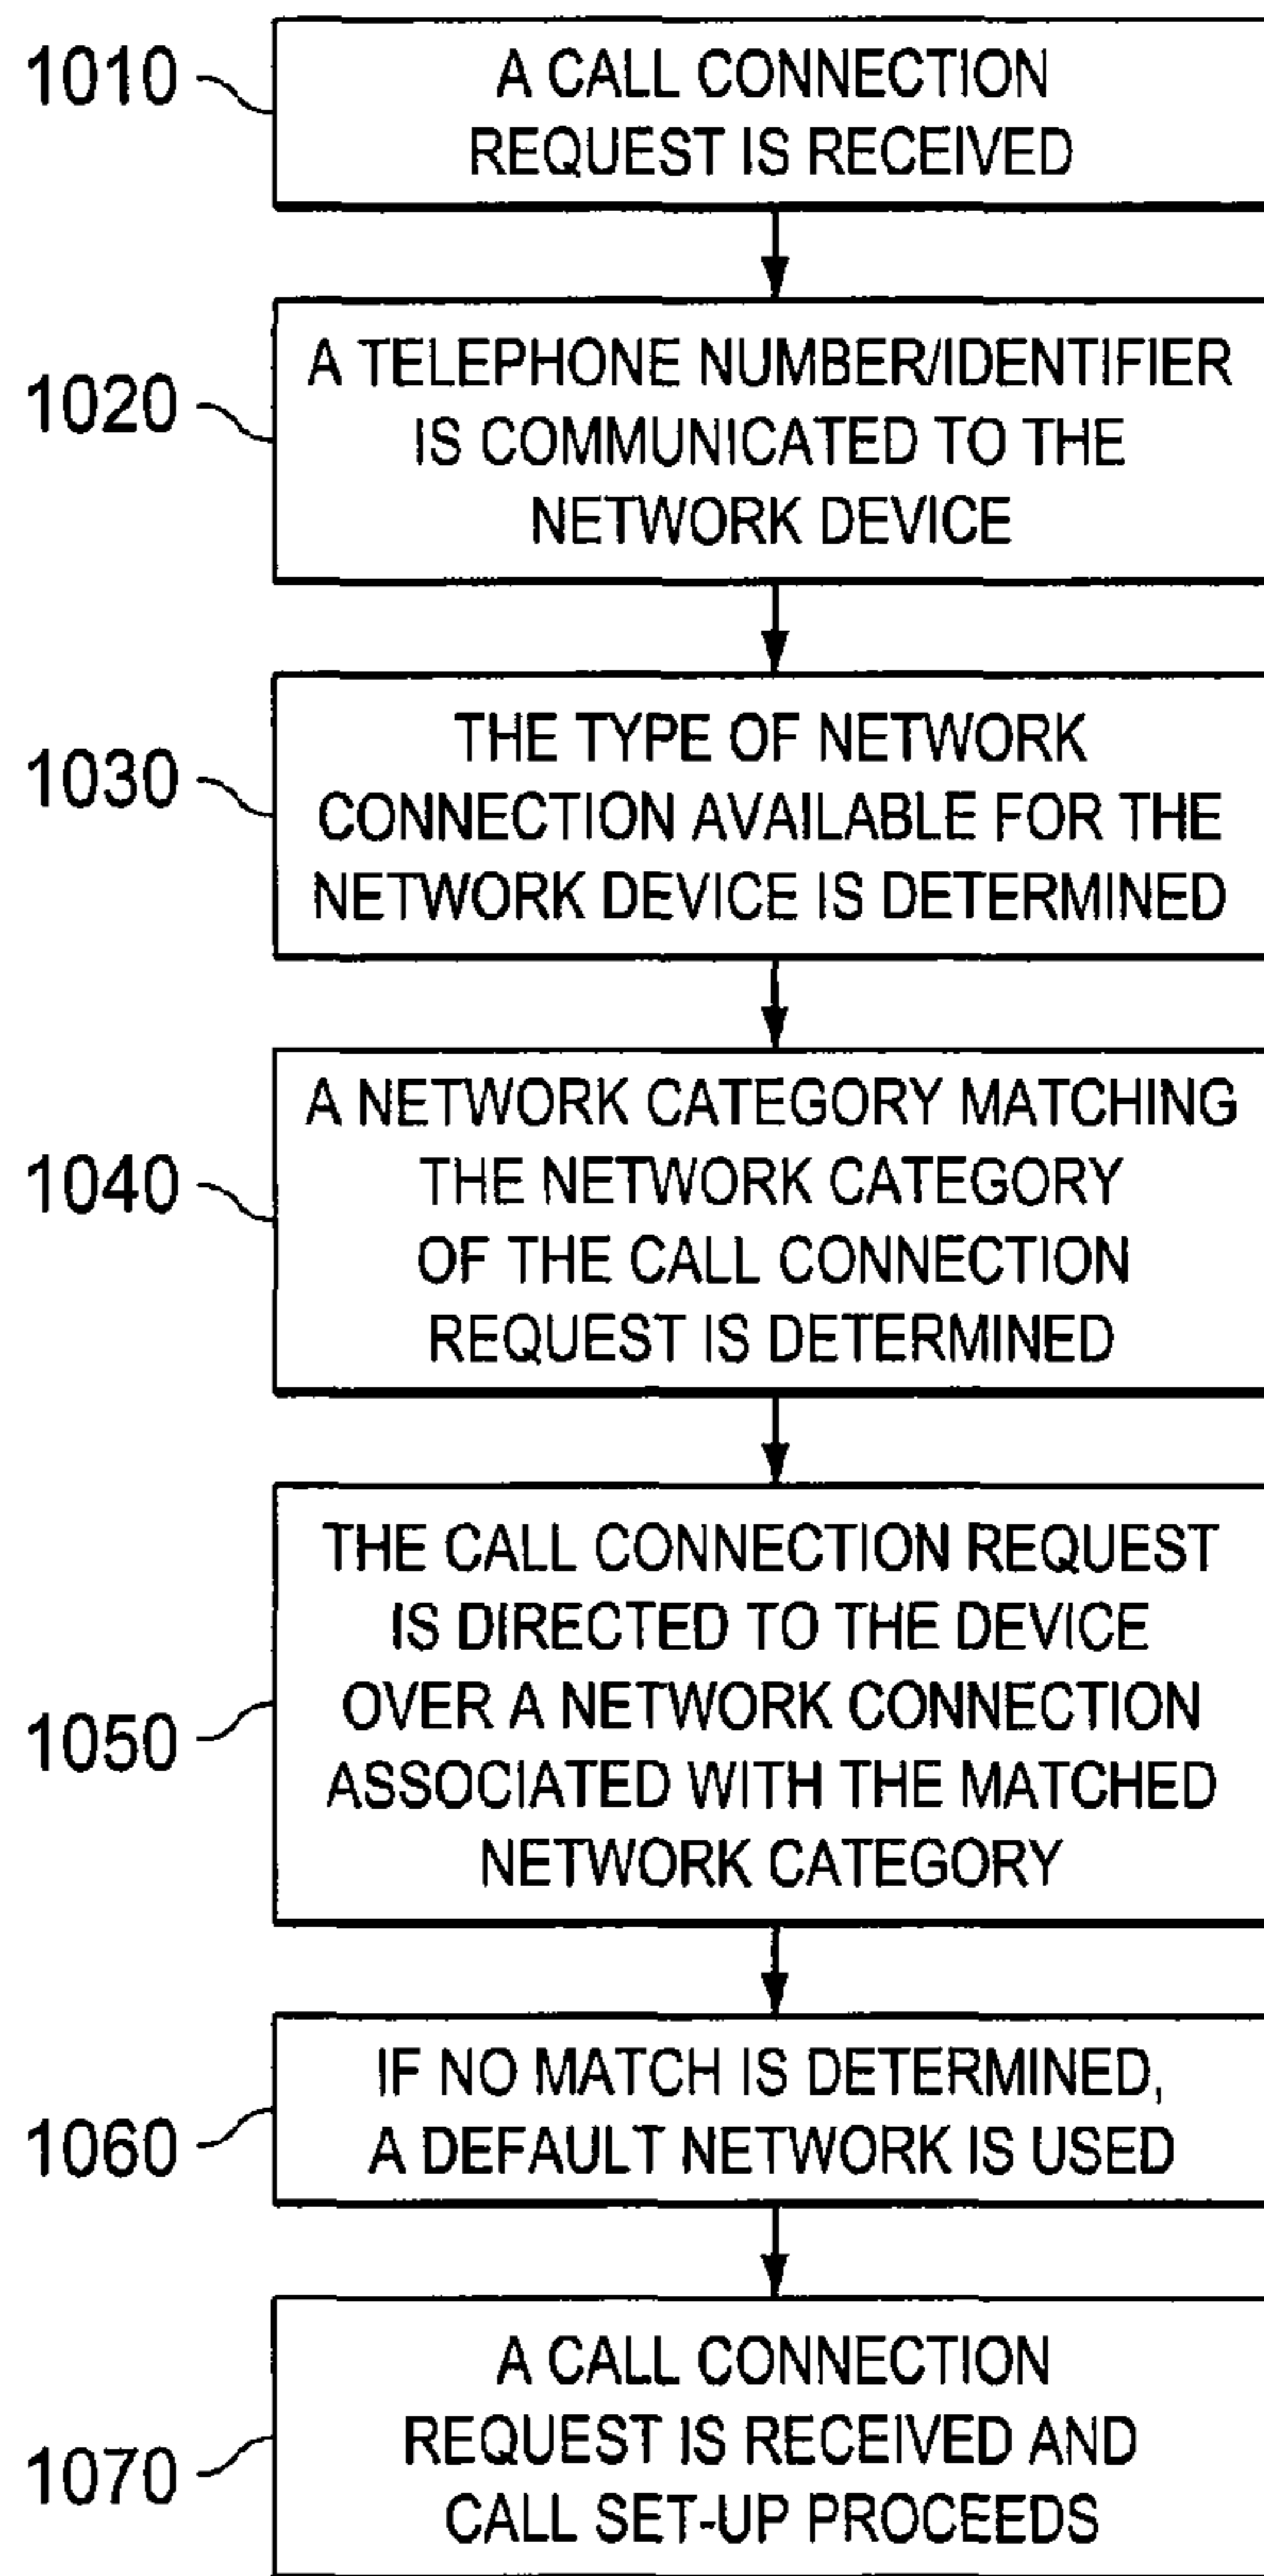 1010
A CALL CONNECTION
REQUEST IS RECEIVED
1020
A TELEPHONE NUMBER/IDENTIFIER
IS COMMUNICATED TO THE
NETWORK DEVICE
1030
THE TYPE OF NETWORK
CONNECTION AVAILABLE FOR THE
NETWORK DEVICE IS DETERMINED
1040
A NETWORK CATEGORY MATCHING
THE NETWORK CATEGORY
OF THE CALL CONNECTION
REQUEST IS DETERMINED
1050
THE CALL CONNECTION REQUEST
IS DIRECTED TO THE DEVICE
OVER A NETWORK CONNECTION
ASSOCIATED WITH THE MATCHED
NETWORK CATEGORY
1060
IF NO MATCH IS DETERMINED,
A DEFAULT NETWORK IS USED
1070
A CALL CONNECTION
REQUEST IS RECEIVED AND
CALL SET-UP PROCEEDS